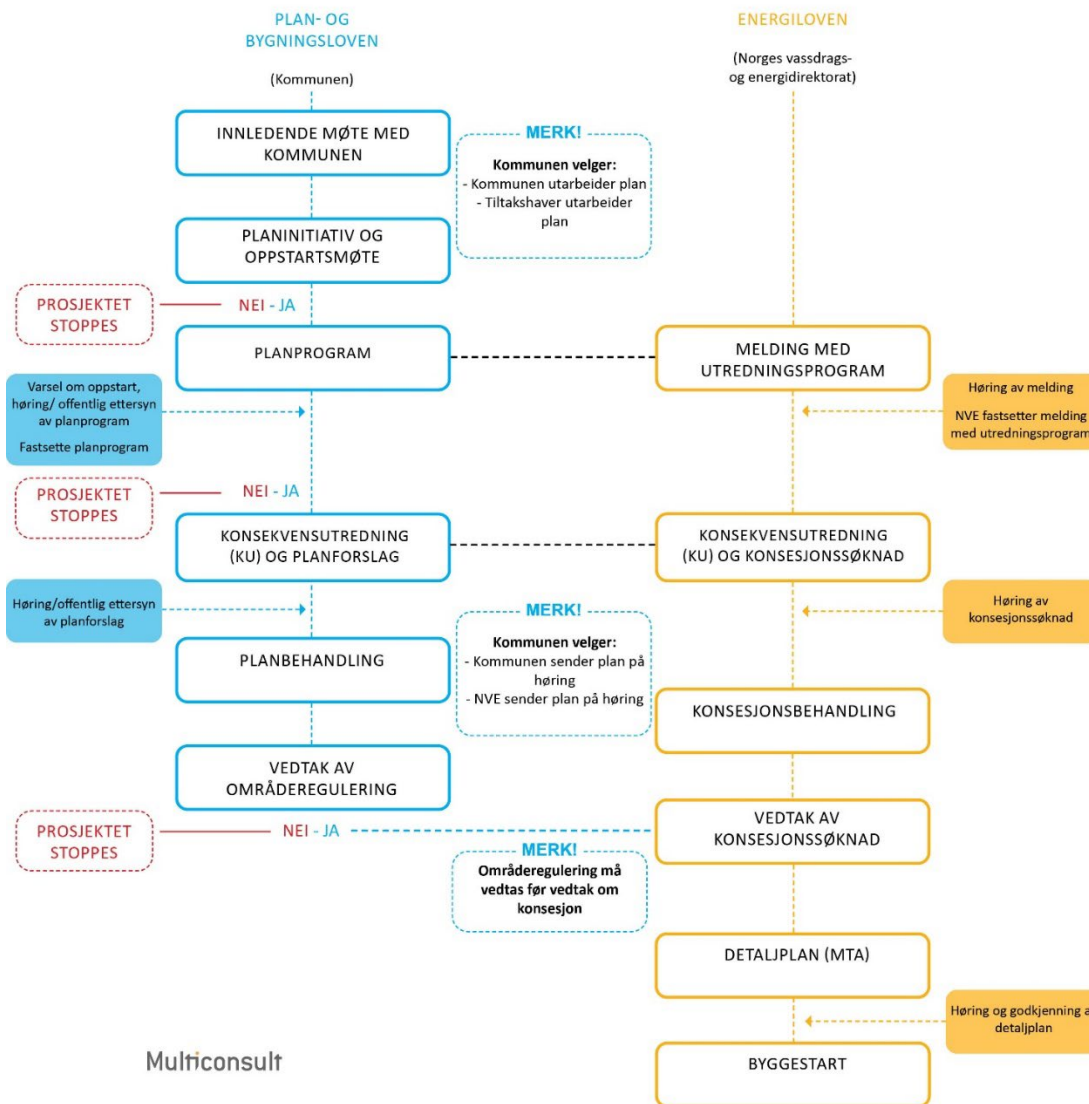 PLAN- OG
BYGNINGSLOVEN
(Kommunen)
ENERGILOVEN
(Norges vassdrags-
og energidirektorat)
INNLEDENDE MØTE MED
KOMMUNEN
MERK!
Kommunen velger:
- Kommunen utarbeider plan
- Tiltakshaver utarbeider
plan
PLANINITIATIV OG
OPPSTARTSMØTE
PROSJEKTET
STOPPES
NEI - JA
PLANPROGRAM
MELDING MED
UTREDNINGSPROGRAM
Varsel om oppstart,
høring/ offentlig ettersyn
av planprogram
Fastsette planprogram
Høring av melding
NVE fastsetter melding
med utredningsprogram
PROSJEKTET
STOPPES
NEI - JA
KONSEKVENSUTREDNING
(KU) OG PLANFORSLAG
KONSEKVENSUTREDNING
(KU) OG KONSESJONSSØKNAD
Høring/offentlig ettersyn
av planforslag
Høring av
konsesjonssøknad
MERK!
Kommunen velger:
- Kommunen sender plan på
høring
- NVE sender plan på høring
PLANBEHANDLING
KONSESJONSBEHANDLING
VEDTAK AV
OMRÅDEREGULERING
VEDTAK AV
KONSESJONSSØKNAD
PROSJEKTET
STOPPES
NEI - JA
MERK!
Områderegulering må
vedtas før vedtak om
konsesjon
DETALJPLAN (MTA)
Høring og godkjenning a
detaljplan
BYGGESTART
Multiconsult